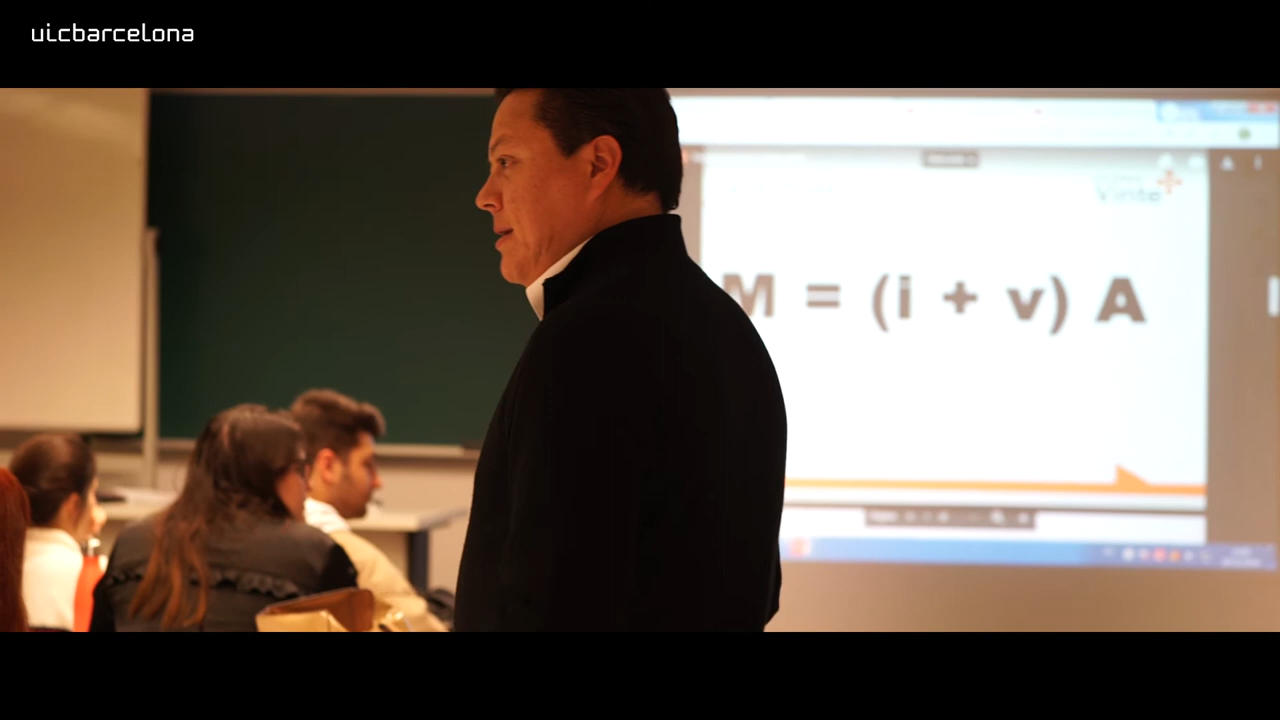 uicbarcelona
M = (i + v) A